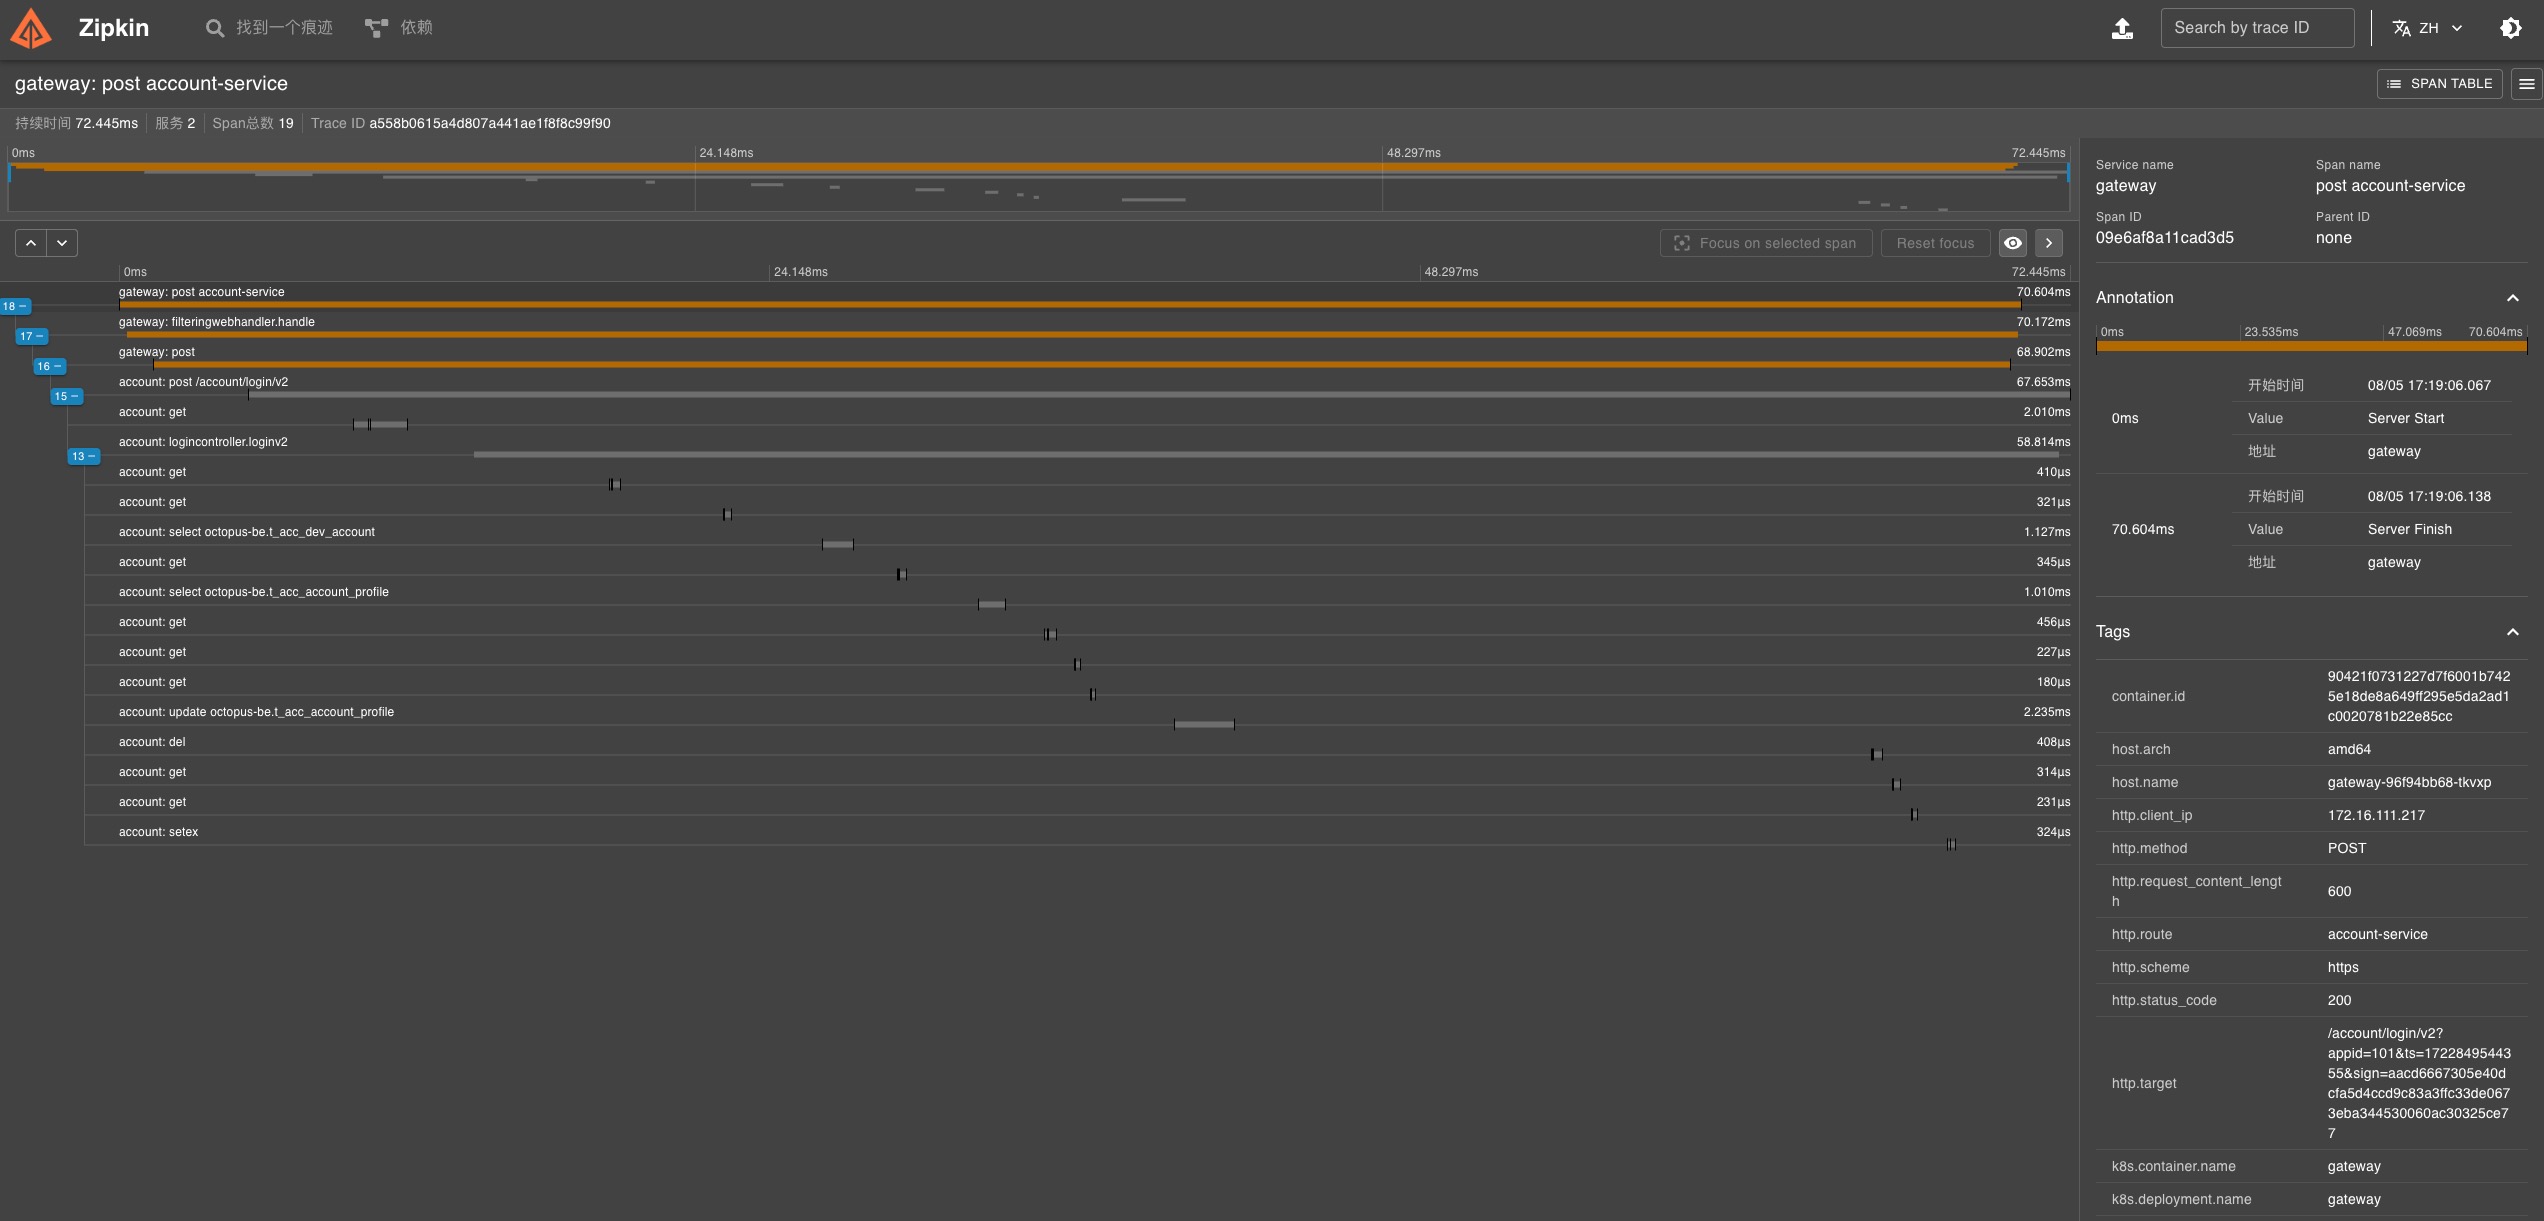 Zipkin
找到一个痕迹
依赖
Search by trace ID
ZH
gateway: post account-service
SPAN TABLE
持续时间 72.445ms 服务 2 Span总数 19 Trace ID a558b0615a4d807a441ae1f8f8c99f90
0ms 24.148ms 48.297ms 72.445ms
Focus on selected span
Reset focus
0ms 24.148ms 48.297ms 72.445ms
gateway: post account-service 70.604ms
18 −
gateway: filteringwebhandler.handle 70.172ms
17 −
gateway: post 68.902ms
16 −
account: post /account/login/v2 67.653ms
15 −
account: get 2.010ms
account: logincontroller.loginv2 58.814ms
13 −
account: get 410μs
account: get 321μs
account: select octopus-be.t_acc_dev_account 1.127ms
account: get 345μs
account: select octopus-be.t_acc_account_profile 1.010ms
account: get 456μs
account: get 227μs
account: get 180μs
account: update octopus-be.t_acc_account_profile 2.235ms
account: del 408μs
account: get 314μs
account: get 231μs
account: setex 324μs
Service name Span name
gateway post account-service
Span ID Parent ID
09e6af8a11cad3d5 none
Annotation
0ms 23.535ms 47.069ms 70.604ms
0ms
开始时间 08/05 17:19:06.067
Value Server Start
地址 gateway
70.604ms
开始时间 08/05 17:19:06.138
Value Server Finish
地址 gateway
Tags
container.id
90421f0731227d7f6001b742
5e18de8a649ff295e5da2ad1
c0020781b22e85cc
host.arch amd64
host.name gateway-96f94bb68-tkvxp
http.client_ip 172.16.111.217
http.method POST
http.request_content_lengt
h
600
http.route account-service
http.scheme https
http.status_code 200
http.target
/account/login/v2?
appid=101&ts=17228495443
55&sign=aacd6667305e40d
cfa5d4ccd9c83a3ffc33de067
3eba344530060ac30325ce7
7
k8s.container.name gateway
k8s.deployment.name gateway